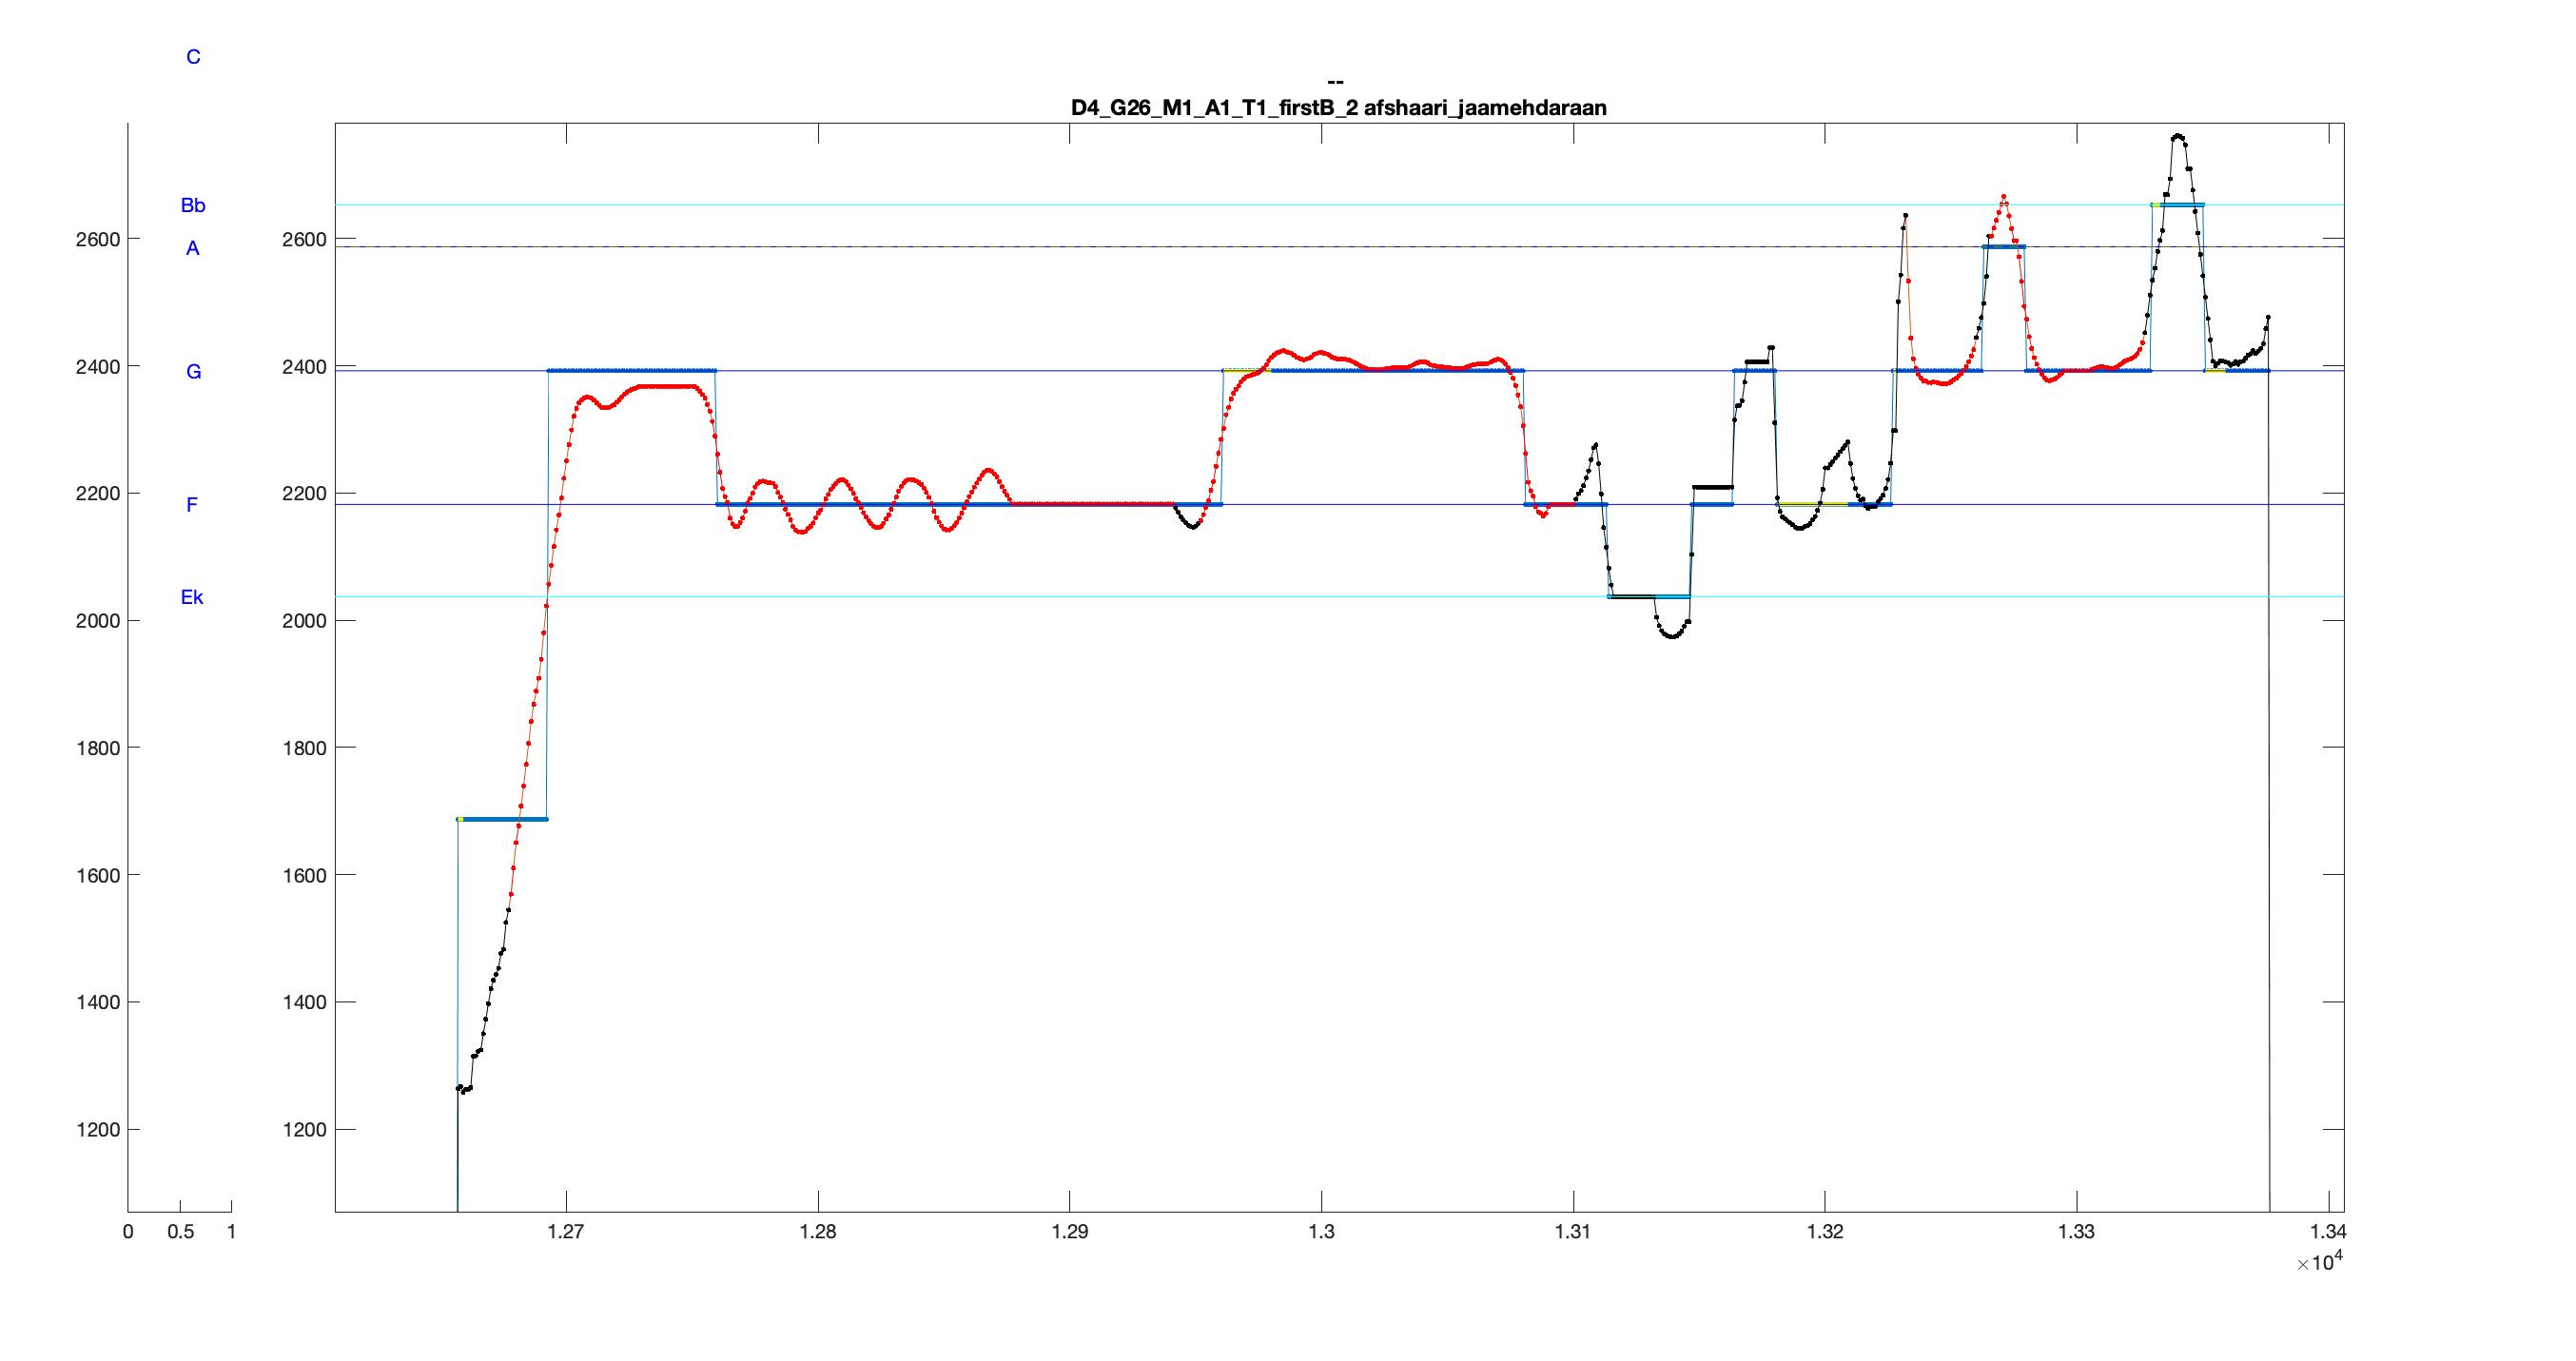 C
--
D4_G26_M1_A1_T1_firstB_2 afshaari_jaamehdaraan
Bb
2600 2600
A
2400 G 2400
2200 F 2200
Ek
2000 2000
1800 1800
1600 1600
1400 1400
1200 1200
0 0.5 1 1.27 1.28 1.29 1.3 1.31 1.32 1.33 1.34
×10^4